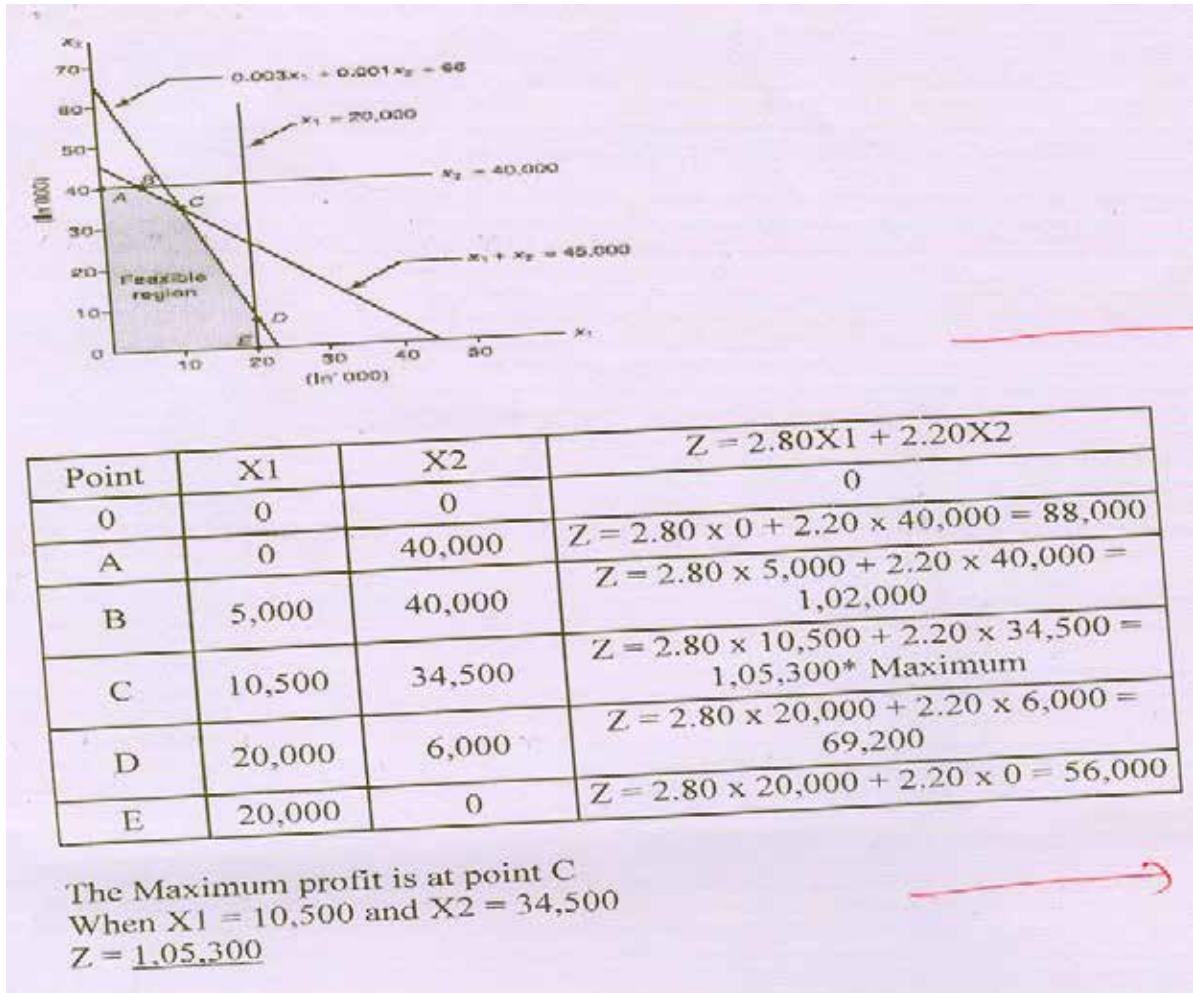 x₂
70
60
50
40
30
20
10
0
(In '000)
0.003x₁ + 0.001x₂ = 66
x₁ = 20,000
x₂ = 40,000
x₁ + x₂ = 45,000
A
B
C
D
E
Feasible
region
10
20
30
40
50
x₁
(In' 000)
Point X1 X2 Z = 2.80X1 + 2.20X2
0 0 0 0
A 0 40,000 Z = 2.80 x 0 + 2.20 x 40,000 = 88,000
B 5,000 40,000 Z = 2.80 x 5,000 + 2.20 x 40,000 =
1,02,000
C 10,500 34,500 Z = 2.80 x 10,500 + 2.20 x 34,500 =
1,05,300* Maximum
D 20,000 6,000 Z = 2.80 x 20,000 + 2.20 x 6,000 =
69,200
E 20,000 0 Z = 2.80 x 20,000 + 2.20 x 0 = 56,000
The Maximum profit is at point C
When X1 = 10,500 and X2 = 34,500
Z = 1,05,300